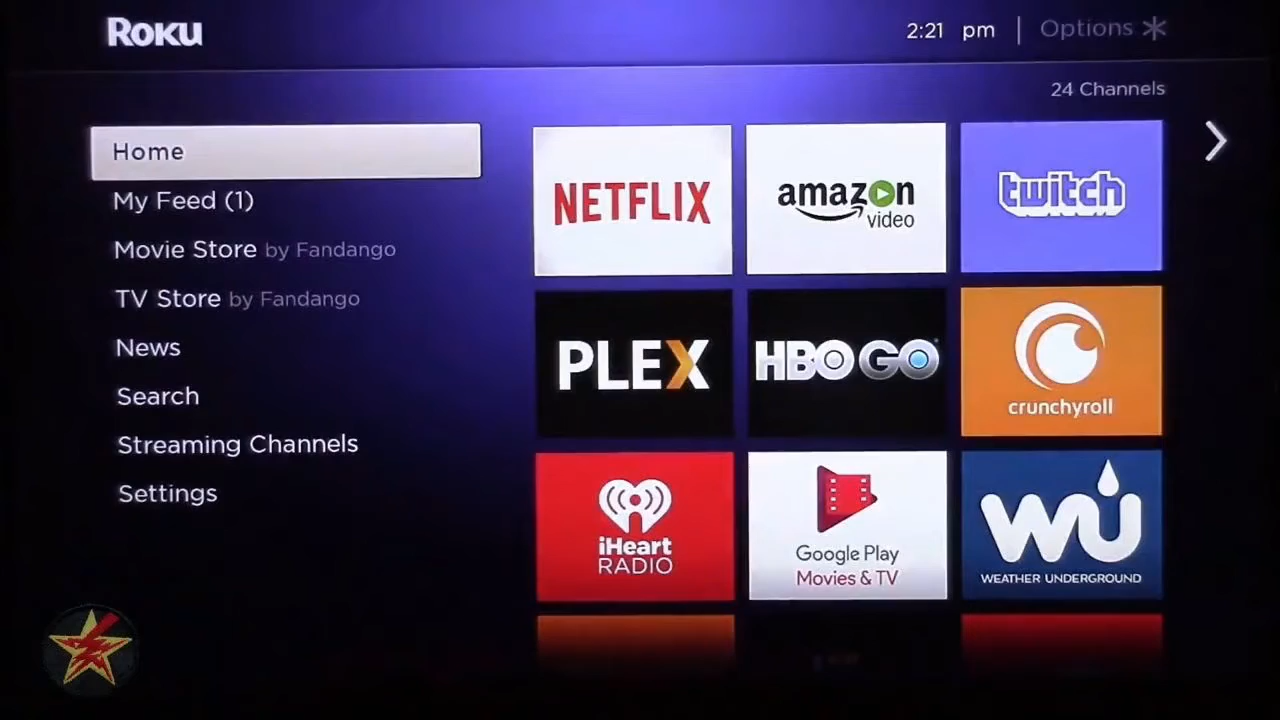 Roku
2:21 pm | Options
24 Channels
Home
My Feed (1)
Movie Store by Fandango
TV Store by Fandango
News
Search
Streaming Channels
Settings
NETFLIX
amazon
video
twitch
PLEX
HBO GO
crunchyroll
iHeart
RADIO
Google Play
Movies & TV
WU
WEATHER UNDERGROUND